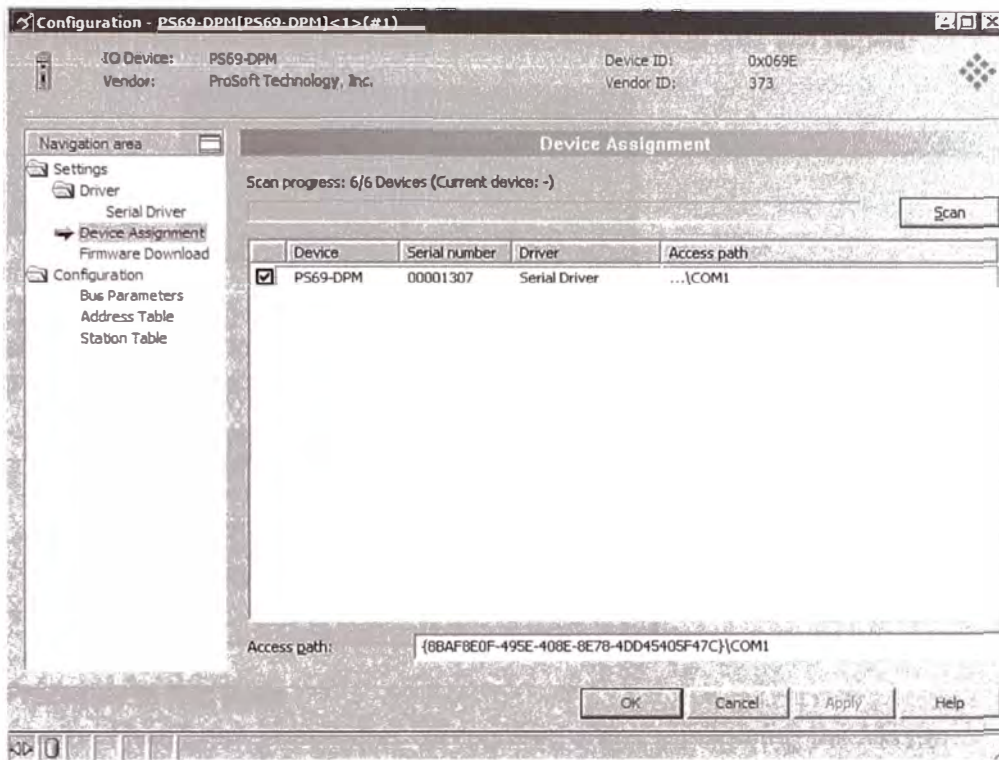 Configuration - PS69-DPM[PS69-DPM]<1>(#1)
IO Device: PS69-DPM Device ID: 0x069E
Vendor: ProSoft Technology, Inc. Vendor ID: 373
Navigation area
Device Assignment
Settings
Driver
Serial Driver
Device Assignment
Firmware Download
Configuration
Bus Parameters
Address Table
Station Table
Scan progress: 6/6 Devices (Current device: -)
Scan
Device Serial number Driver Access path
PS69-DPM 00001307 Serial Driver ...\COM1
Access path: {8BAF8E0F-495E-408E-8E78-4DD45405F47C}\COM1
OK Cancel Apply Help